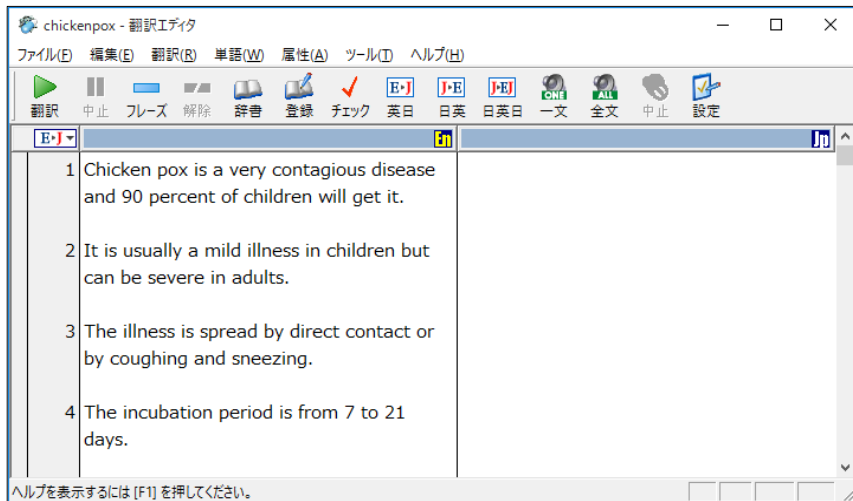 chickenpox - 翻訳エディタ
ファイル(F) 編集(E) 翻訳(R) 単語(W) 属性(A) ツール(T) ヘルプ(H)
翻訳 中止 フレーズ 解除 辞書 登録 チェック E▸J 英日 J▸E 日英 J▸EJ 日英日 ONE 一文 ALL 全文 中止 設定
E▸J En Jp
1 Chicken pox is a very contagious disease
and 90 percent of children will get it.
2 It is usually a mild illness in children but
can be severe in adults.
3 The illness is spread by direct contact or
by coughing and sneezing.
4 The incubation period is from 7 to 21
days.
ヘルプを表示するには [F1] を押してください。